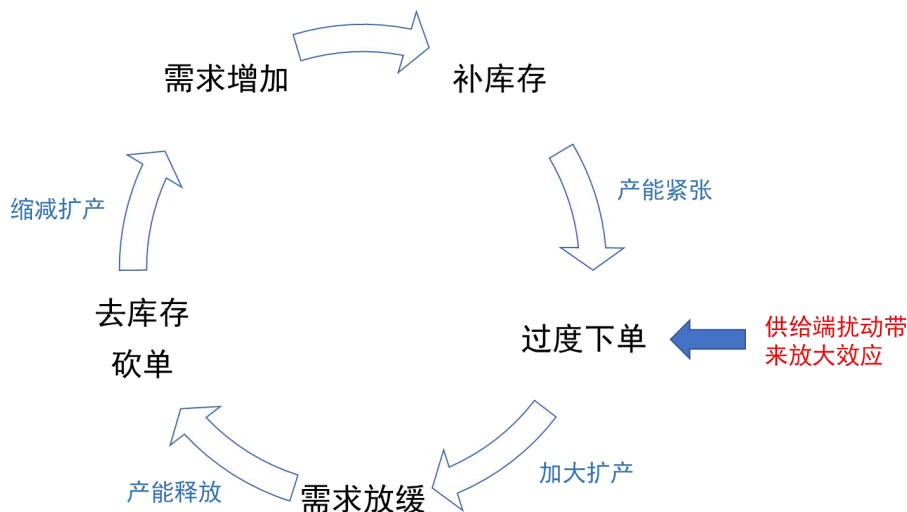 需求增加
补库存
产能紧张
缩减扩产
去库存
砍单
过度下单
供给端扰动带
来放大效应
加大扩产
产能释放
需求放缓